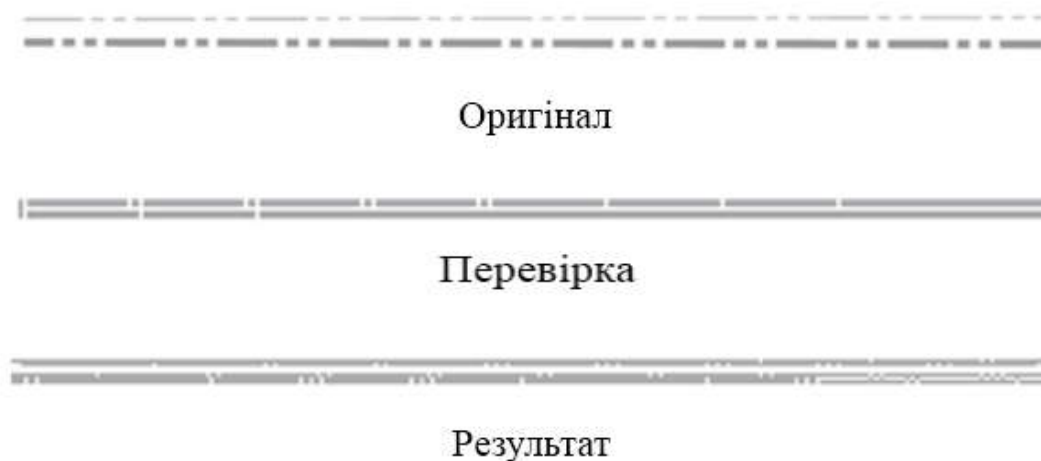 Оригінал
Перевірка
Результат